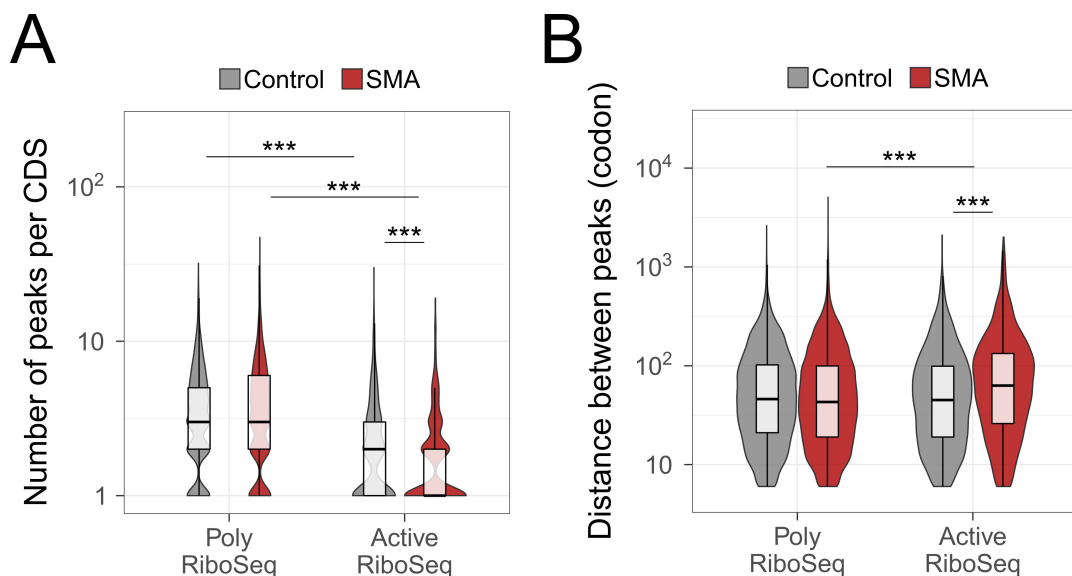 A
Control SMA
Number of peaks per CDS
10²
10
1
***
***
***
Poly
RiboSeq
Active
RiboSeq
B
Control SMA
Distance between peaks (codon)
10⁴
10³
10²
10
***
***
Poly
RiboSeq
Active
RiboSeq